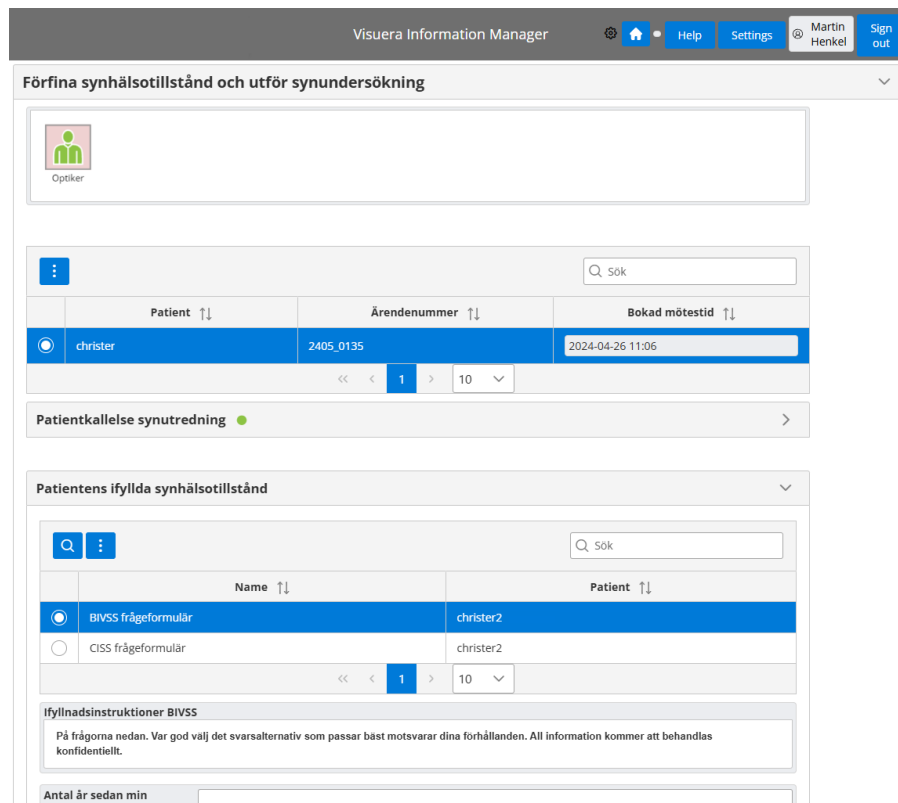 Visuera Information Manager
Help
Settings
Martin Henkel
Sign out
Förfina synhälsotillstånd och utför synundersökning
Optiker
Sök
Patient
Ärendenummer
Bokad mötestid
christer
2405_0135
2024-04-26 11:06
<< < 1 > 10
Patientkallelse synutredning
Patientens ifyllda synhälsotillstånd
Sök
Name
Patient
BIVSS frågeformulär
christer2
CISS frågeformulär
christer2
<< < 1 > 10
Ifyllnadsinstruktioner BIVSS
På frågorna nedan. Var god välj det svarsalternativ som passar bäst motsvarar dina förhållanden. All information kommer att behandlas
konfidentiellt.
Antal år sedan min